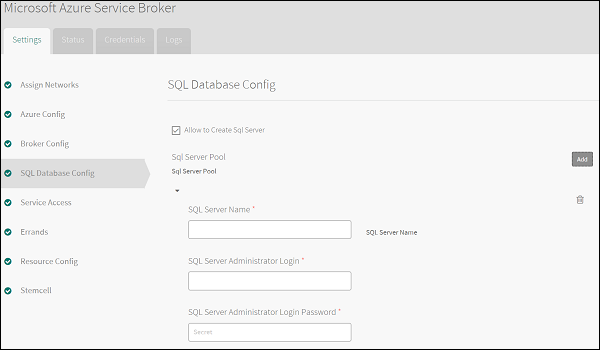 Microsoft Azure Service Broker
Settings Status Credentials Logs
Assign Networks
Azure Config
Broker Config
SQL Database Config
Service Access
Errands
Resource Config
Stemcell
SQL Database Config
Allow to Create Sql Server
Sql Server Pool
Add
Sql Server Pool
SQL Server Name *
SQL Server Name
SQL Server Administrator Login *
SQL Server Administrator Login Password *
Secret